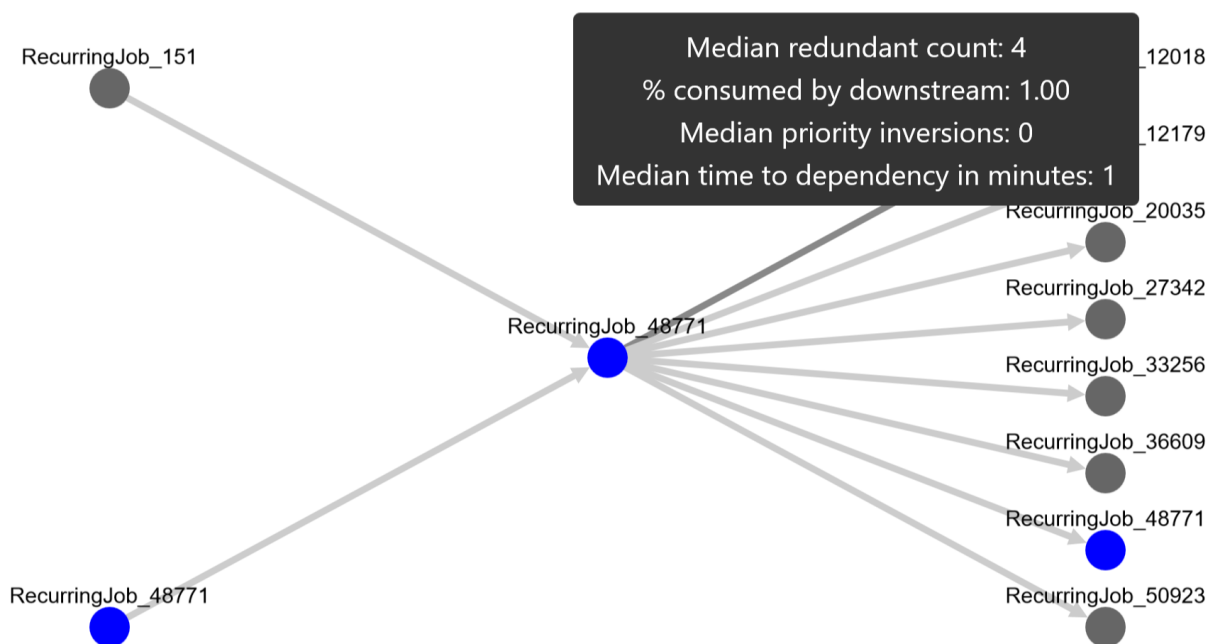 RecurringJob_151
Median redundant count: 4
% consumed by downstream: 1.00
Median priority inversions: 0
Median time to dependency in minutes: 1
_12018
_12179
RecurringJob_20035
RecurringJob_27342
RecurringJob_48771
RecurringJob_33256
RecurringJob_36609
RecurringJob_48771
RecurringJob_48771
RecurringJob_50923